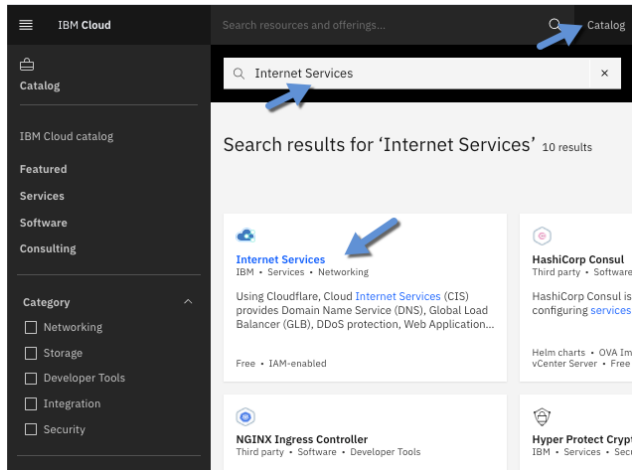 IBM Cloud
Search resources and offerings...
Catalog
Catalog
Internet Services
IBM Cloud catalog
Featured
Services
Software
Consulting
Category
Networking
Storage
Developer Tools
Integration
Security
Search results for ‘Internet Services’ 10 results
Internet Services
IBM • Services • Networking
Using Cloudflare, Cloud Internet Services (CIS)
provides Domain Name Service (DNS), Global Load
Balancer (GLB), DDoS protection, Web Application...
Free • IAM-enabled
HashiCorp Consul
Third party • Software
HashiCorp Consul is
configuring services
Helm charts • OVA Im
vCenter Server • Free
NGINX Ingress Controller
Third party • Software • Developer Tools
Hyper Protect Crypt
IBM • Services • Secu